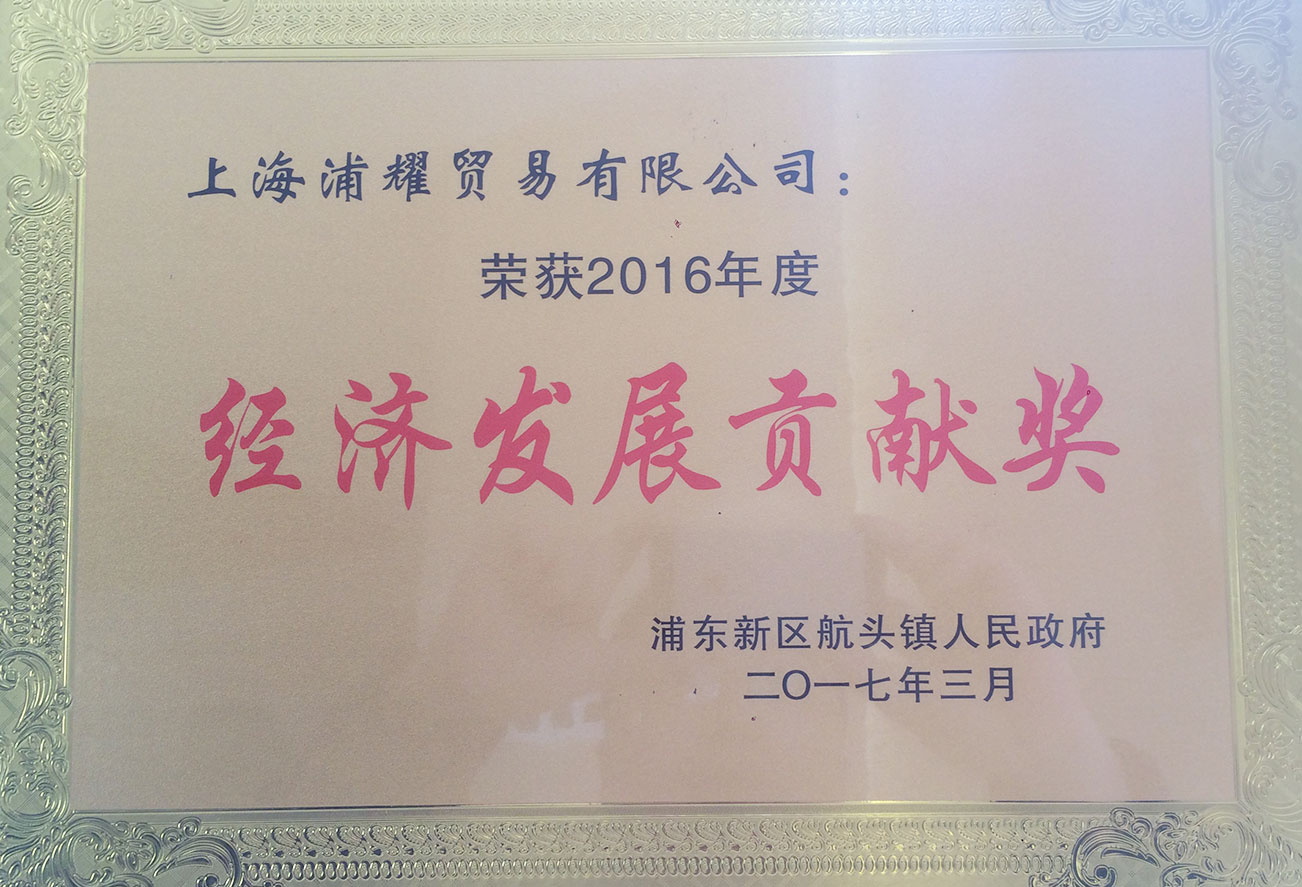 上海浦耀贸易有限公司：
荣获2016年度
经济发展贡献奖
浦东新区航头镇人民政府
二〇一七年三月